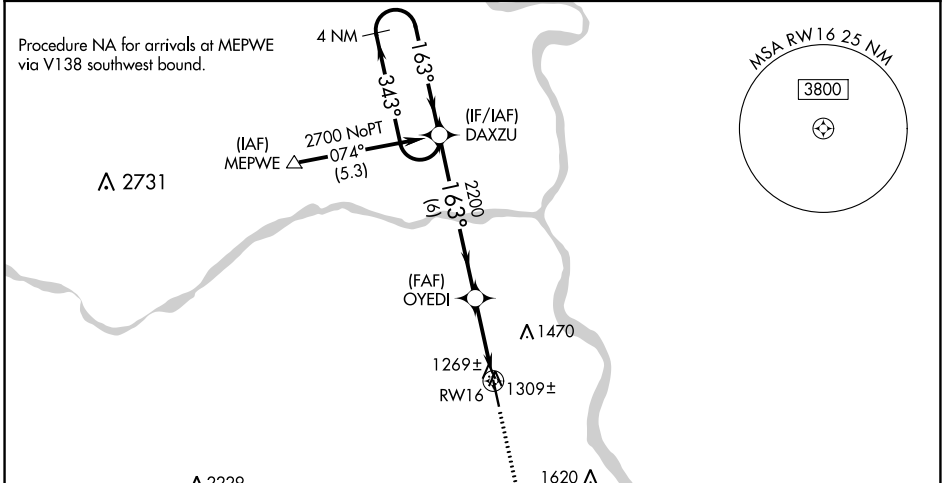 Procedure NA for arrivals at MEPWE
via V138 southwest bound.
4 NM
163°
343°
MSA RW16 25 NM
3800
(IF/IAF)
DAXZU
(IAF)
MEPWE
2700 NoPT
074°
(5.3)
2731
2200
163°
(6)
(FAF)
OYEDI
1470
1269±
RW16
1309±
2229
1620